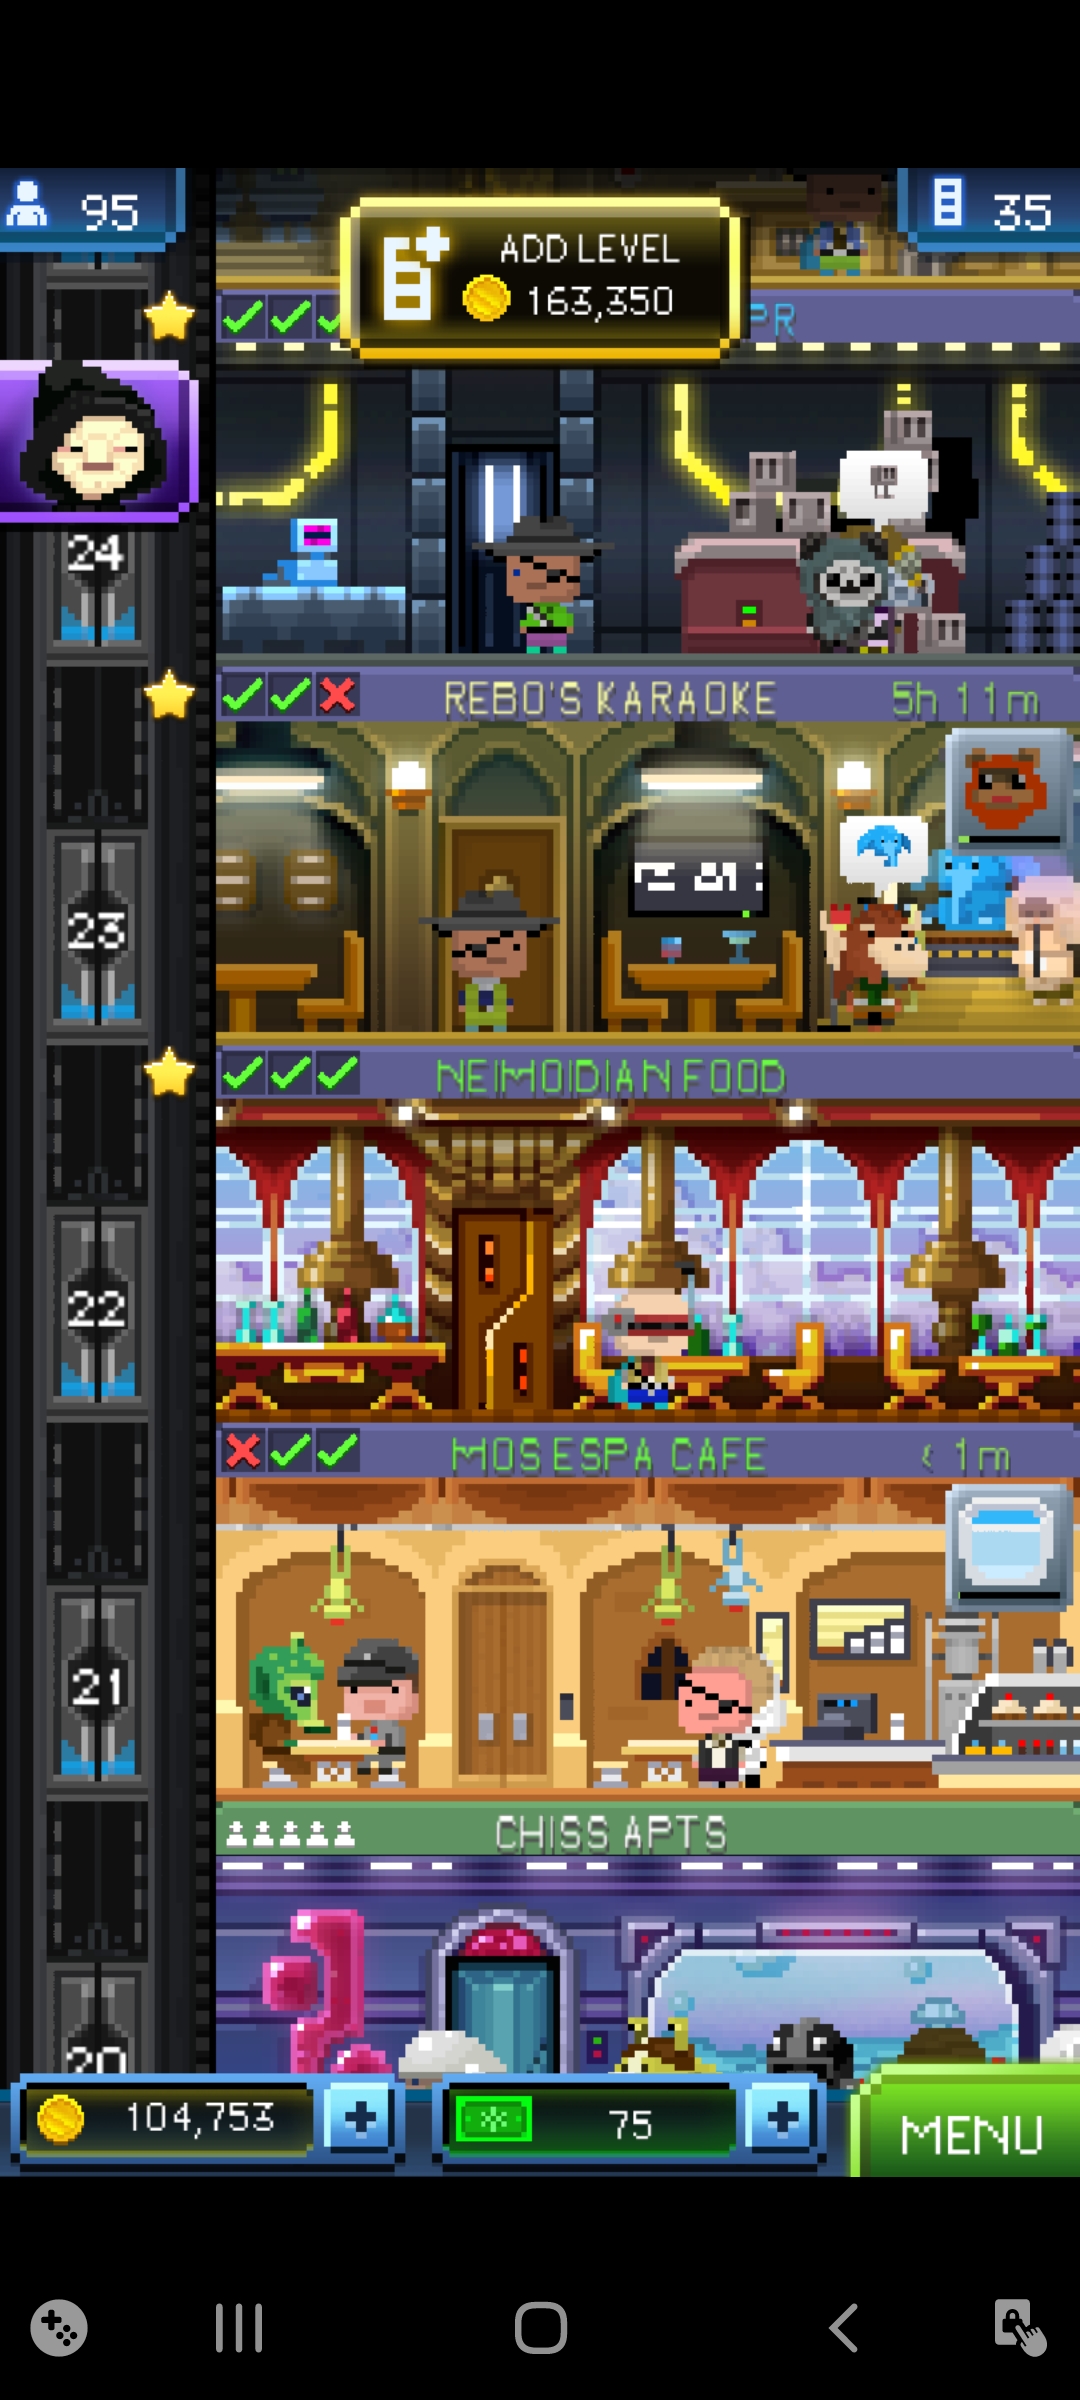 95
ADD LEVEL
163,350
35
PR
24
REBO'S KARAOKE 5h 11m
23
NEIMOIDIAN FOOD
22
MOS ESPA CAFE < 1m
21
CHISS APTS
20
104,753
75
MENU